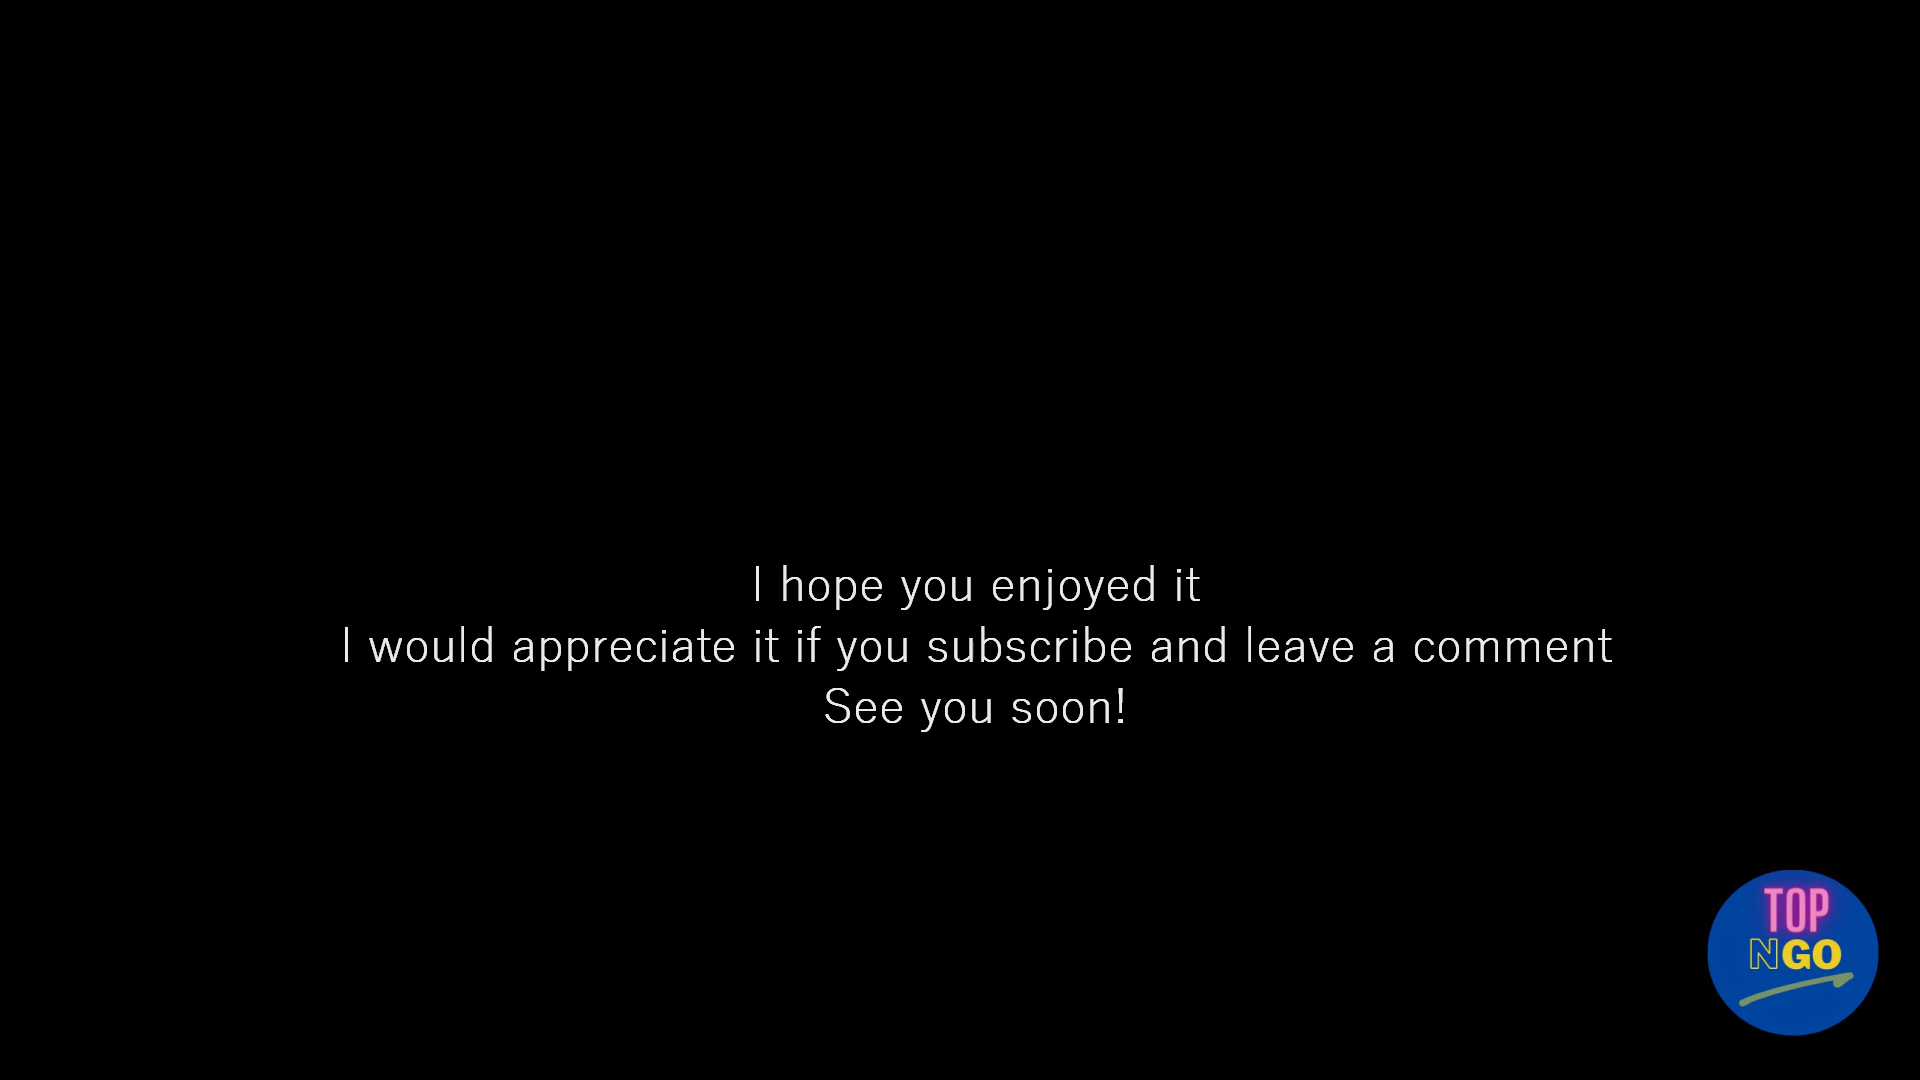 I hope you enjoyed it
I would appreciate it if you subscribe and leave a comment
See you soon!
TOP
NGO